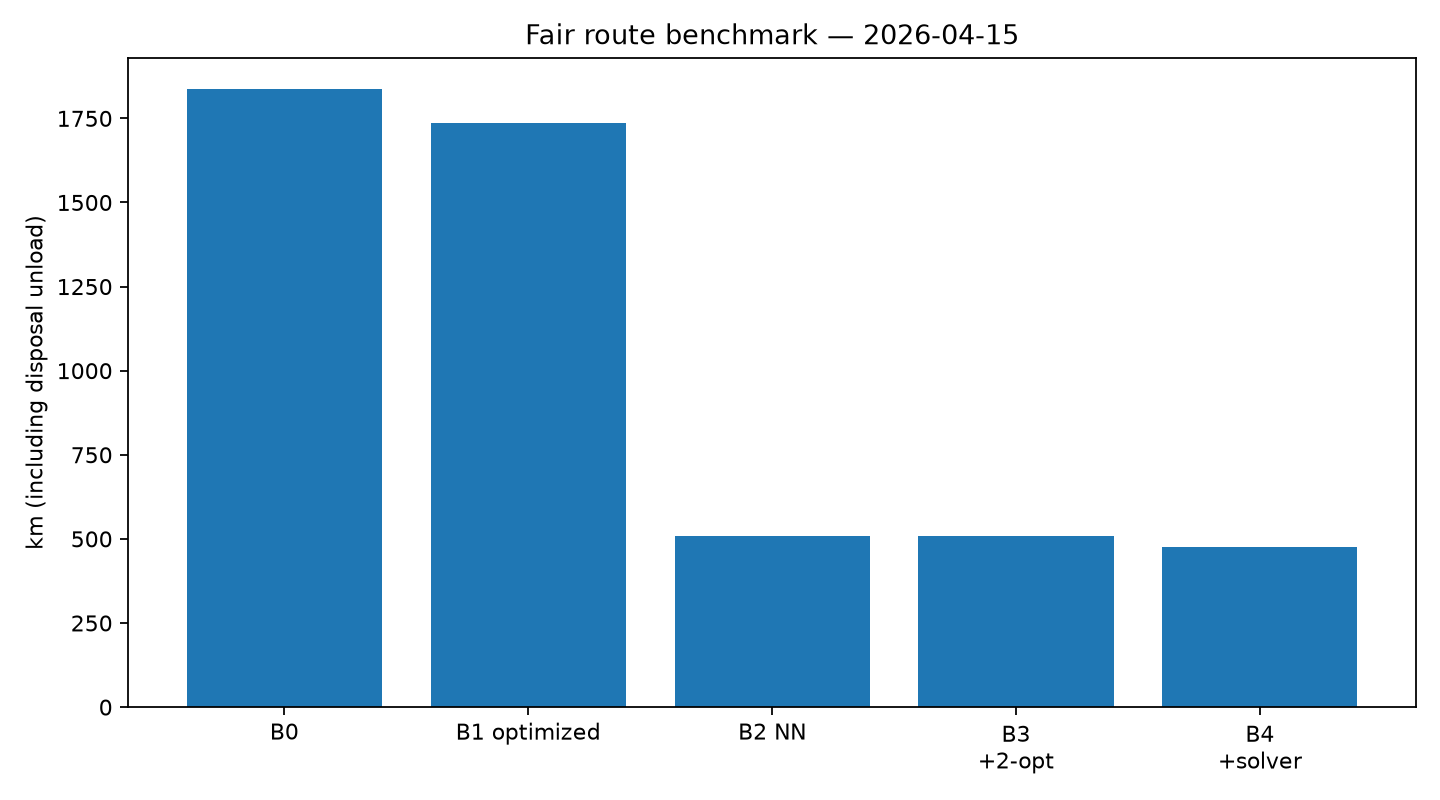 Fair route benchmark — 2026-04-15
km (including disposal unload)
1750
1500
1250
1000
750
500
250
0
B0
B1 optimized
B2 NN
B3
+2-opt
B4
+solver